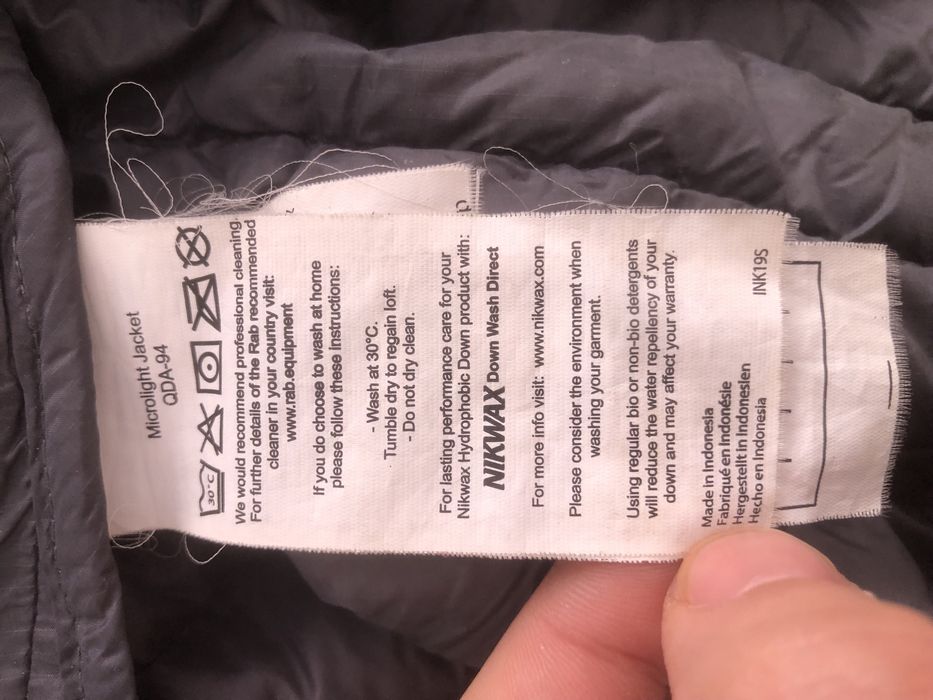 Microlight Jacket
QDA-94
30°C
We would recommend professional cleaning.
For further details of the Rab recommended
cleaner in your country visit:
www.rab.equipment
If you do choose to wash at home
please follow these instructions:
- Wash at 30°C.
- Tumble dry to regain loft.
- Do not dry clean.
For lasting performance care for your
Nikwax Hydrophobic Down product with:
NIKWAX Down Wash Direct
For more info visit: www.nikwax.com
Please consider the environment when
washing your garment.
Using regular bio or non-bio detergents
will reduce the water repellency of your
down and may affect your warranty.
Made in Indonesia
Fabriqué en Indonésie
Hergestellt in Indonesien
Hecho en Indonesia
INK19S